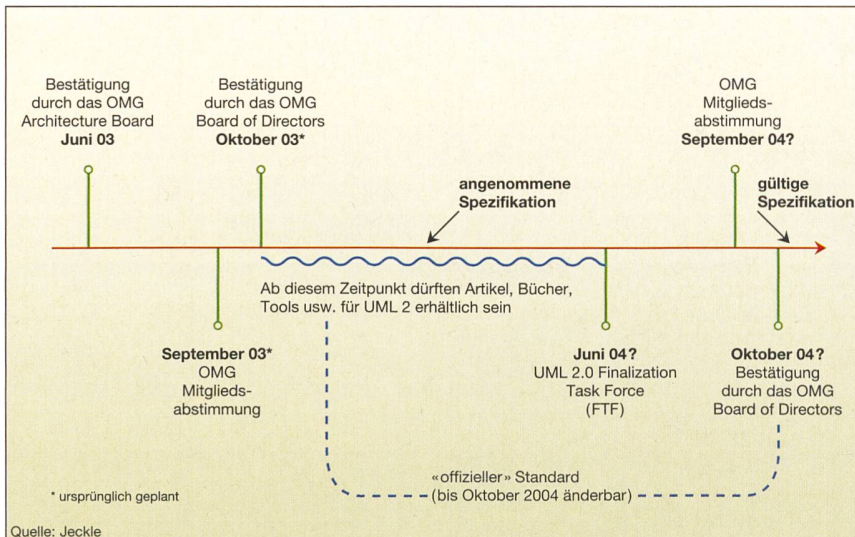 Bestätigung
durch das OMG
Architecture Board
Juni 03
Bestätigung
durch das OMG
Board of Directors
Oktober 03*
OMG
Mitglieds-
abstimmung
September 04?
angenommene
Spezifikation
gültige
Spezifikation
Ab diesem Zeitpunkt dürften Artikel, Bücher,
Tools usw. für UML 2 erhältlich sein
September 03*
OMG
Mitglieds-
abstimmung
Juni 04?
UML 2.0 Finalization
Task Force
(FTF)
Oktober 04?
Bestätigung
durch das OMG
Board of Directors
«offizieller» Standard
(bis Oktober 2004 änderbar)
* ursprünglich geplant
Quelle: Jeckle